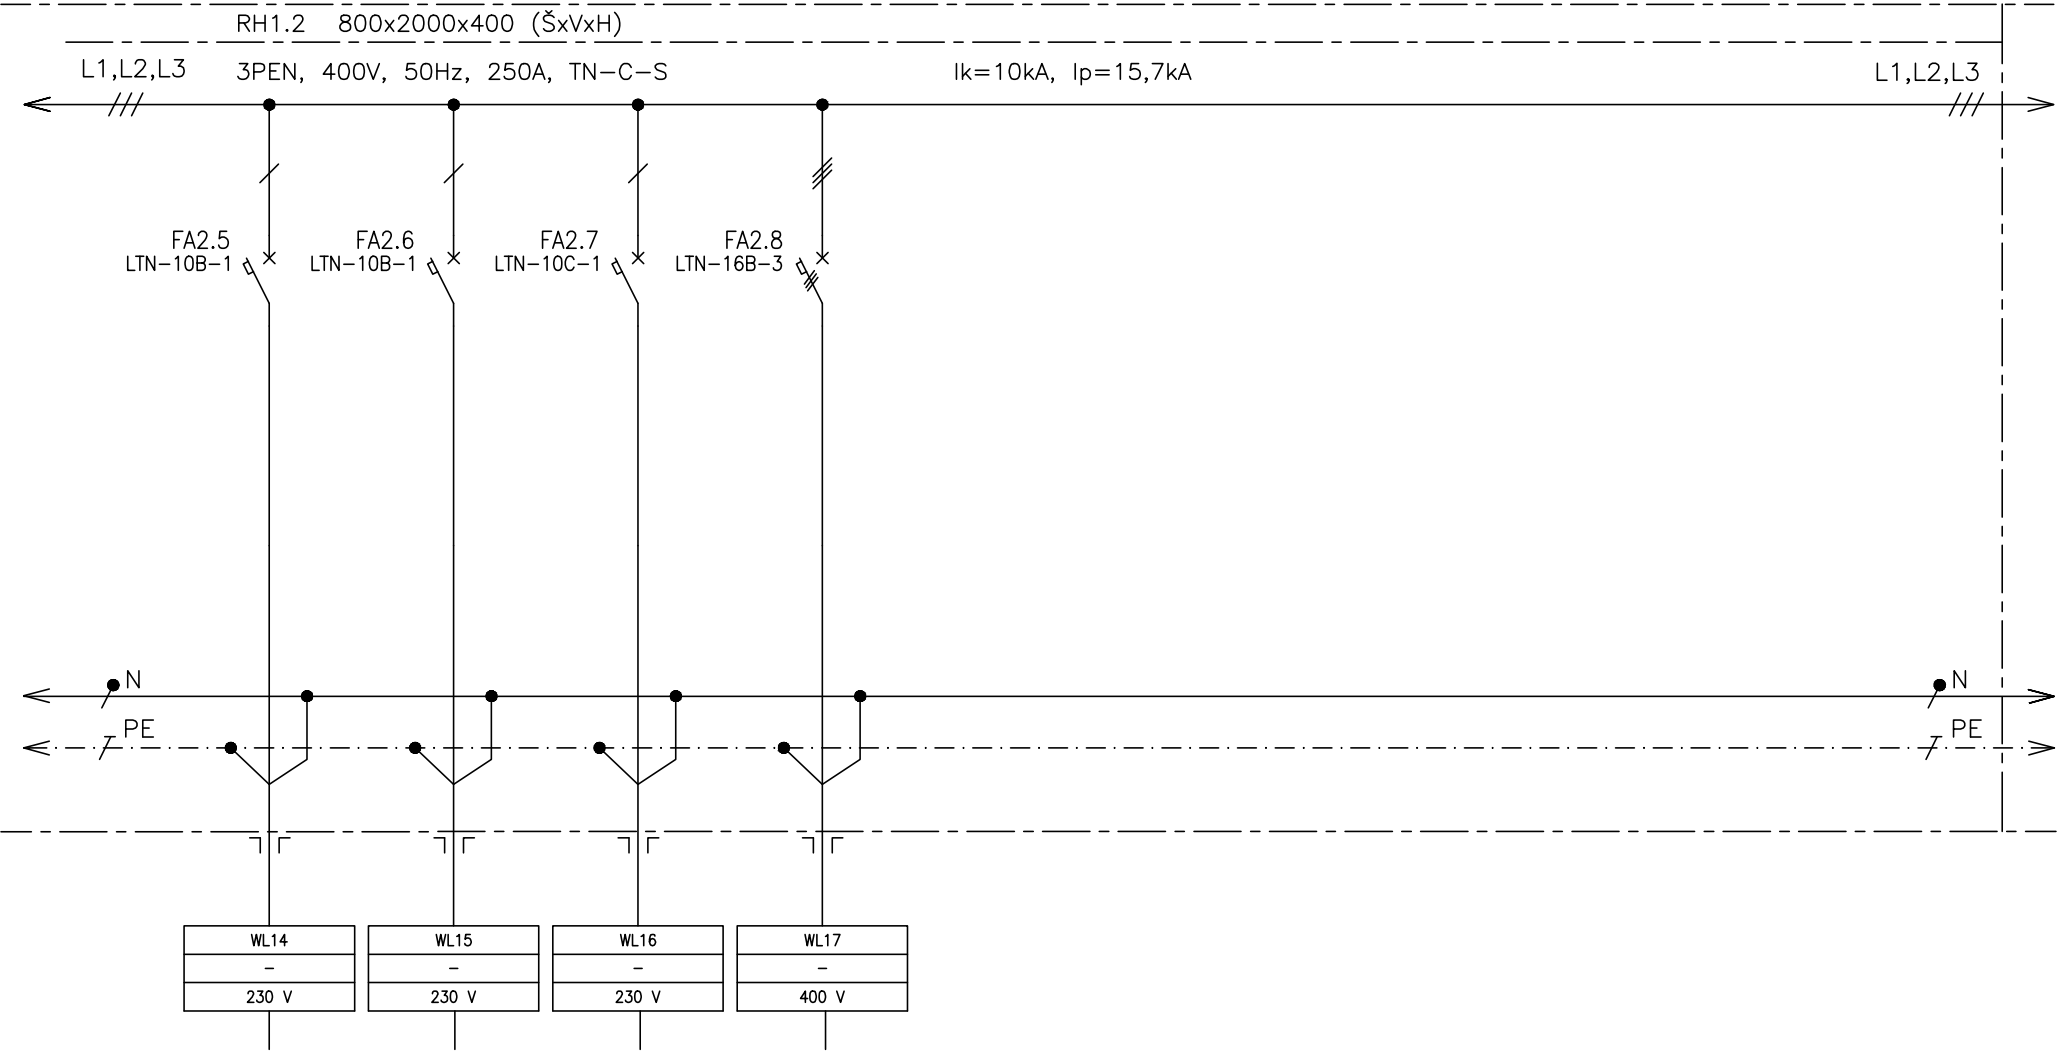 RH1.2 800x2000x400 (ŠxVxH)
L1,L2,L3 3PEN, 400V, 50Hz, 250A, TN-C-S Ik=10kA, Ip=15,7kA L1,L2,L3
FA2.5 FA2.6 FA2.7 FA2.8
LTN-10B-1 LTN-10B-1 LTN-10C-1 LTN-16B-3
N N
PE PE
WL14 WL15 WL16 WL17
- - - -
230 V 230 V 230 V 400 V